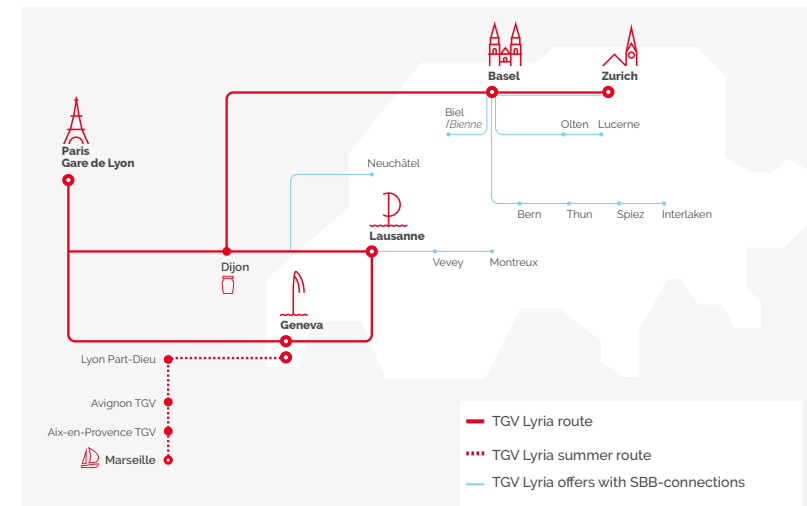 Basel
Zurich
Biel
/Bienne
Olten
Lucerne
Paris
Gare de Lyon
Neuchâtel
Bern
Thun
Spiez
Interlaken
Lausanne
Dijon
Vevey
Montreux
Geneva
Lyon Part-Dieu
Avignon TGV
Aix-en-Provence TGV
Marseille
TGV Lyria route
TGV Lyria summer route
TGV Lyria offers with SBB-connections